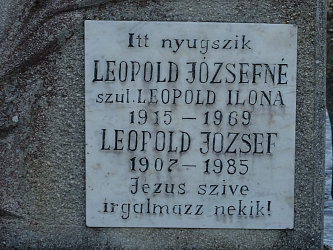 Itt nyugszik
LEOPOLD JÓZSEFNÉ
szul. LEOPOLD ILONA
1915 – 1969
LEOPOLD JÓZSEF
1907 – 1985
Jezus szive
irgalmazz nekik!